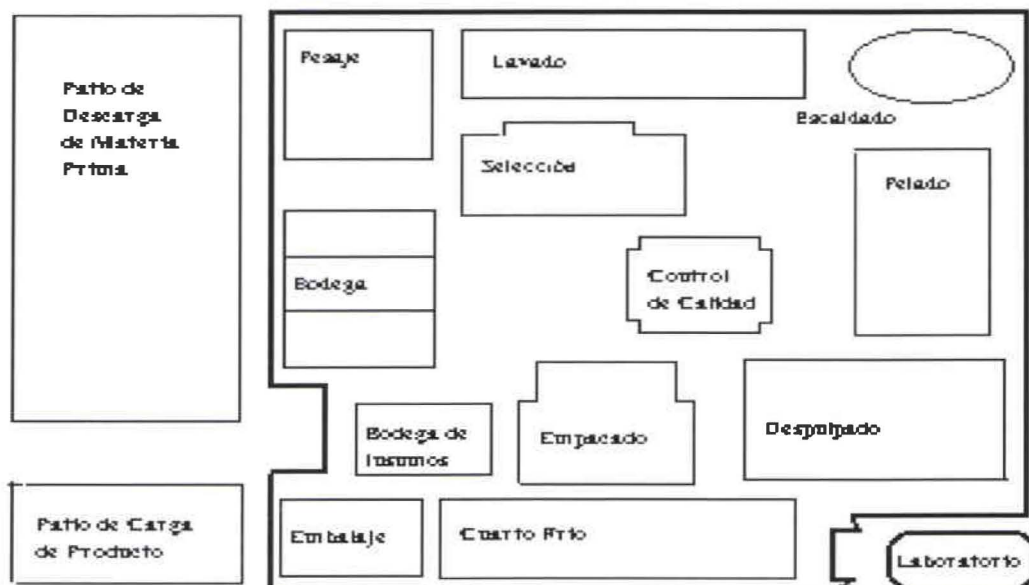 Patio de
Descarga
de Materia
Prima
Pesaje
Lavado
Escaldado
Selección
Pelado
Bodega
Control
de Calidad
Bodega de
Insumos
Empacado
Despulpado
Patio de Carga
de Producto
Embalaje
Cuarto Frío
Laboratorio